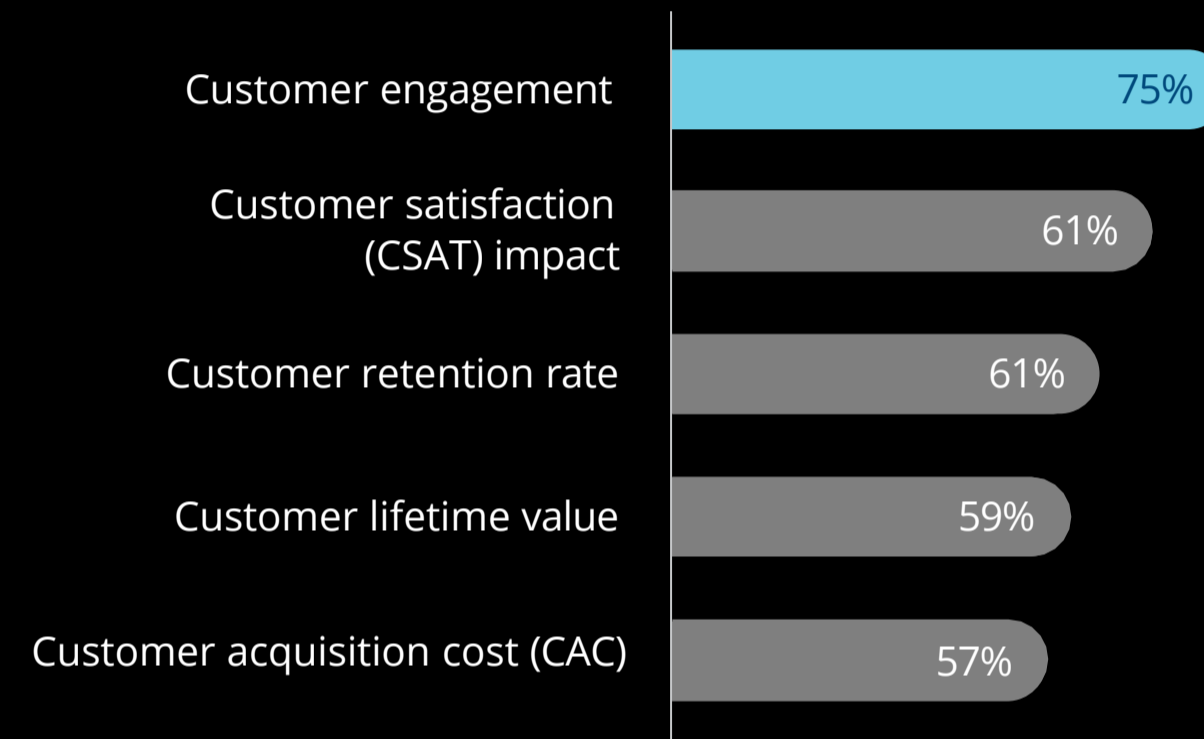 Customer engagement 75%
Customer satisfaction
(CSAT) impact 61%
Customer retention rate 61%
Customer lifetime value 59%
Customer acquisition cost (CAC) 57%